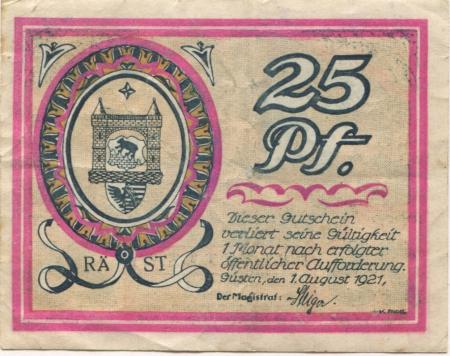 25
Pf.
Dieser Gutschein
verliert seine Gültigkeit
1 Monat nach erfolgter
öffentlicher Aufforderung.
Güsten, den 1. August 1921,
Der Magistrat:
RÄ ST